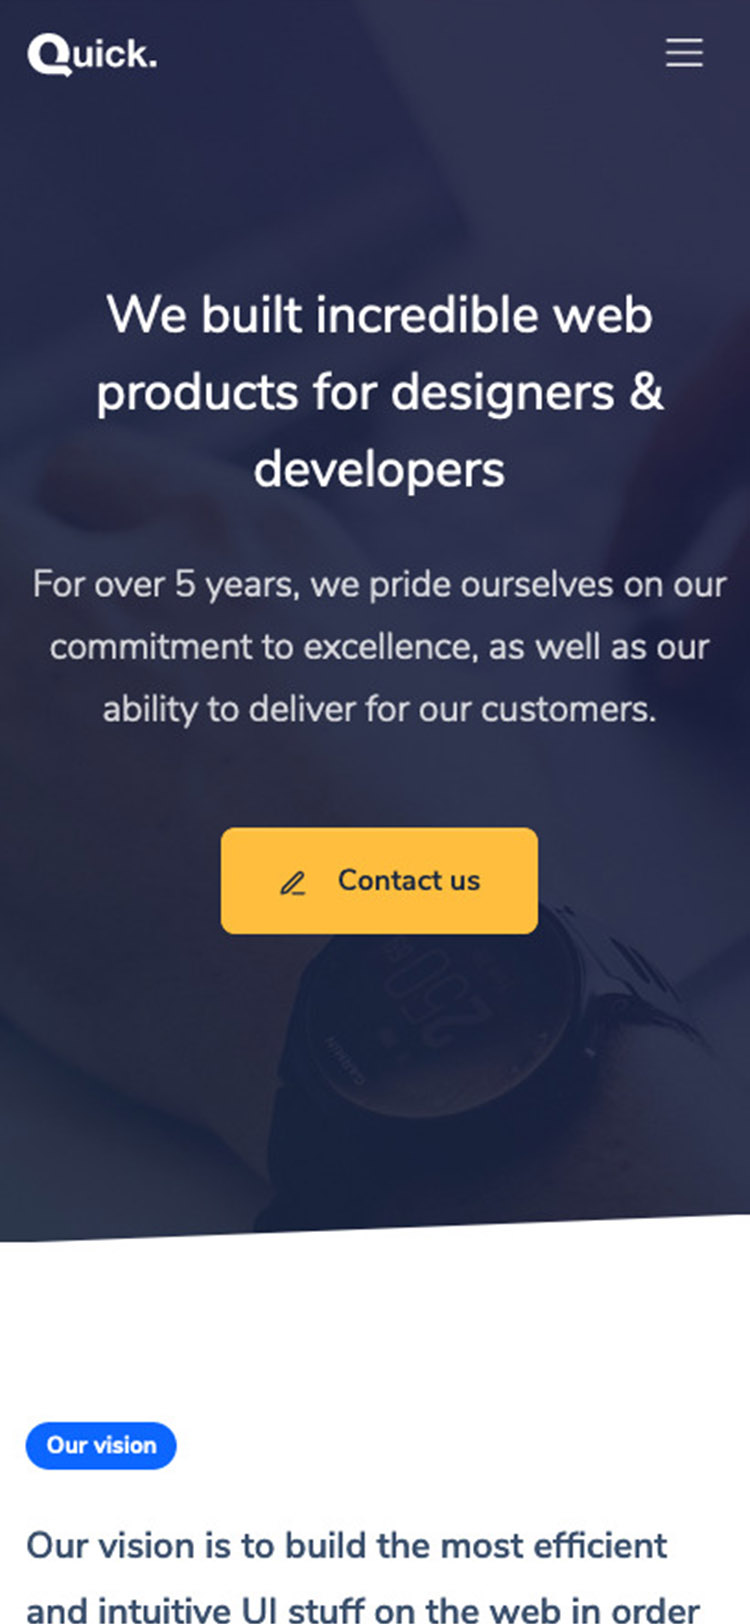 Quick.
We built incredible web
products for designers &
developers
For over 5 years, we pride ourselves on our
commitment to excellence, as well as our
ability to deliver for our customers.
Contact us
250
GARMIN
Our vision
Our vision is to build the most efficient
and intuitive UI stuff on the web in order